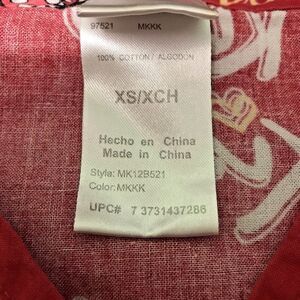 97521 MKKK
100% COTTON / ALGODON
XS/XCH
Hecho en China
Made in China
Style: MK12B521
Color: MKKK
UPC# 7 3731437286